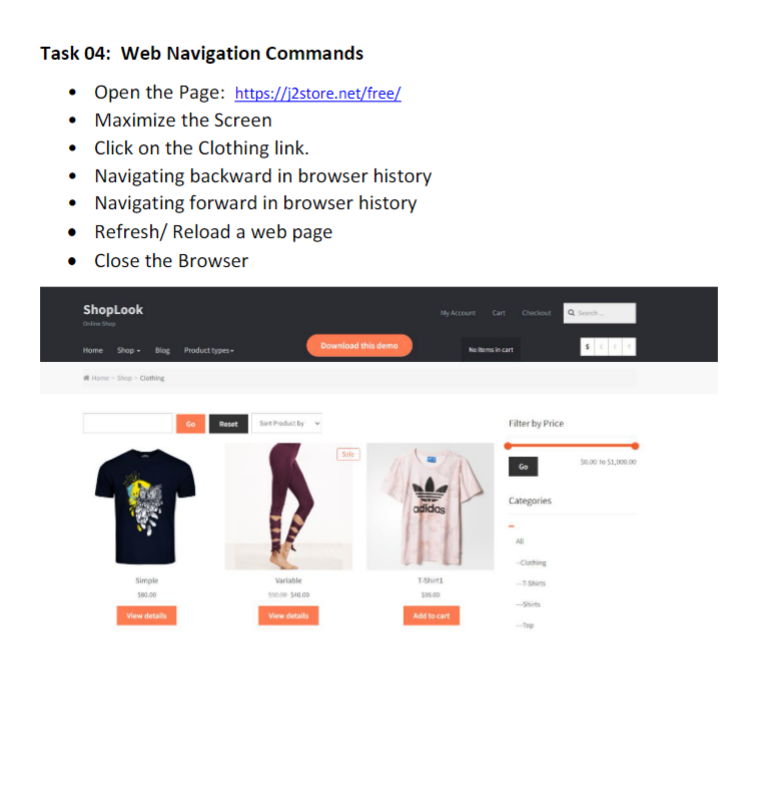 Task 04:  Web Navigation Commands
• Open the Page:  https://j2store.net/free/
• Maximize the Screen
• Click on the Clothing link.
• Navigating backward in browser history
• Navigating forward in browser history
• Refresh/ Reload a web page
• Close the Browser
ShopLook
Online Shop
My Account Cart Checkout Search ...
Home Shop Blog Product types
Download this demo
No items in cart
$
Home - Shop - Clothing
Go Reset Sort Product by
Filter by Price
Sale
Go $0.00 To $1,000.00
adidas
Categories
All
--Clothing
Simple Variable T-Shirt1
---T-Shirts
$80.00 $40.00
---Shirts
View details View details Add to cart
---Top